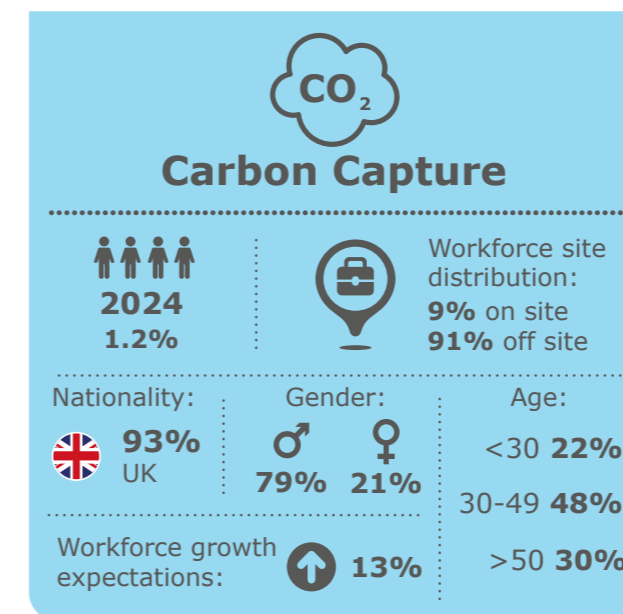 CO₂
Carbon Capture
2024
1.2%
Workforce site
distribution:
9% on site
91% off site
Nationality:
93%
UK
Gender:
79% 21%
Age:
<30 22%
30-49 48%
>50 30%
Workforce growth
expectations:
13%